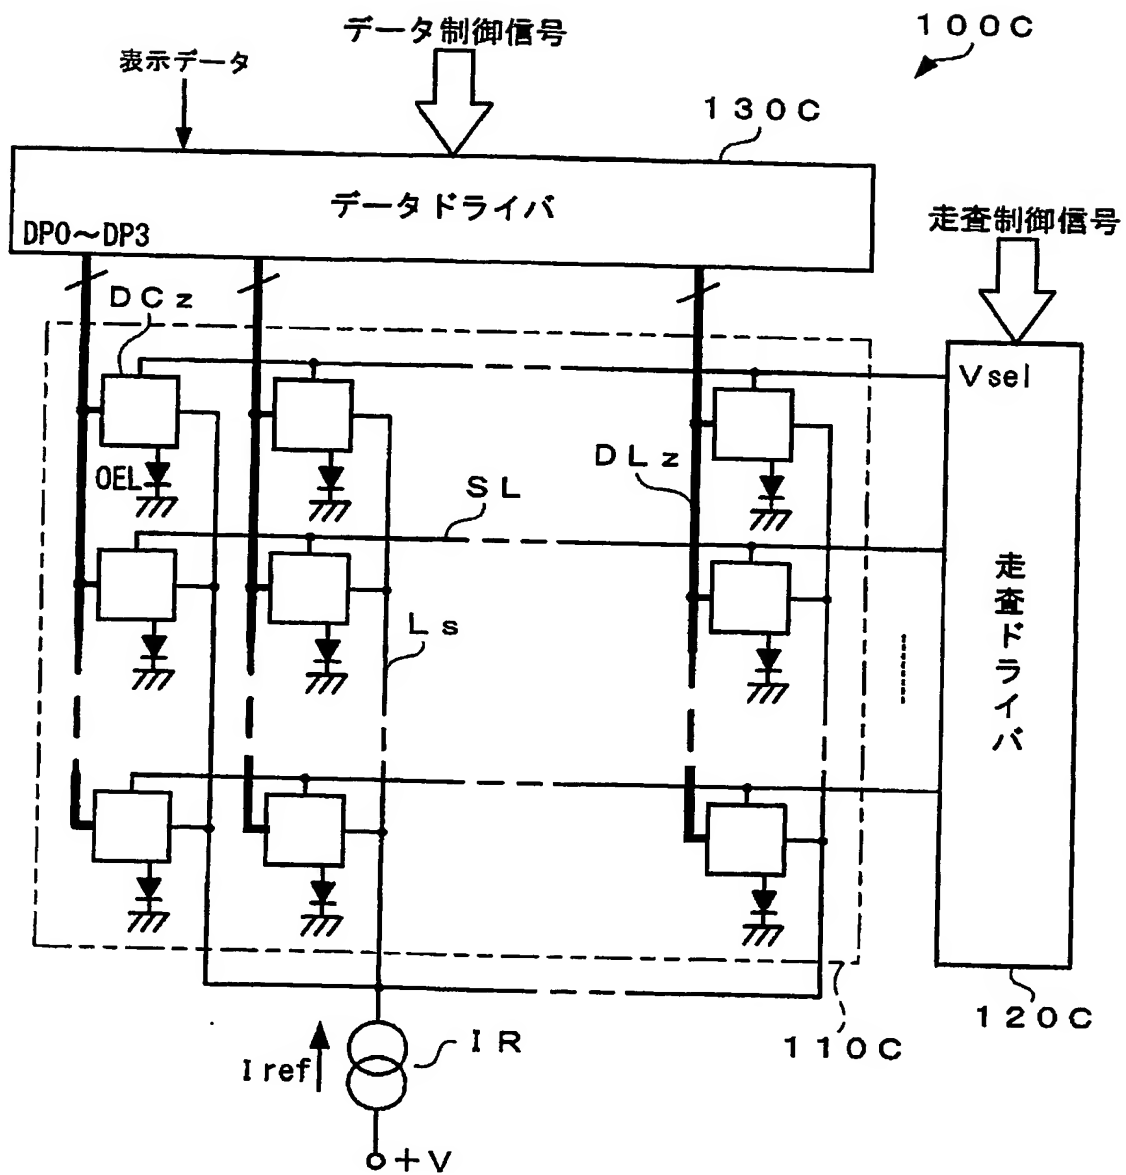 データ制御信号
100C
表示データ
130C
データドライバ
DP0～DP3
走査制御信号
DCz
Vsel
OEL
DLz
SL
Ls
走査ドライバ
110C
120C
Iref
IR
+V